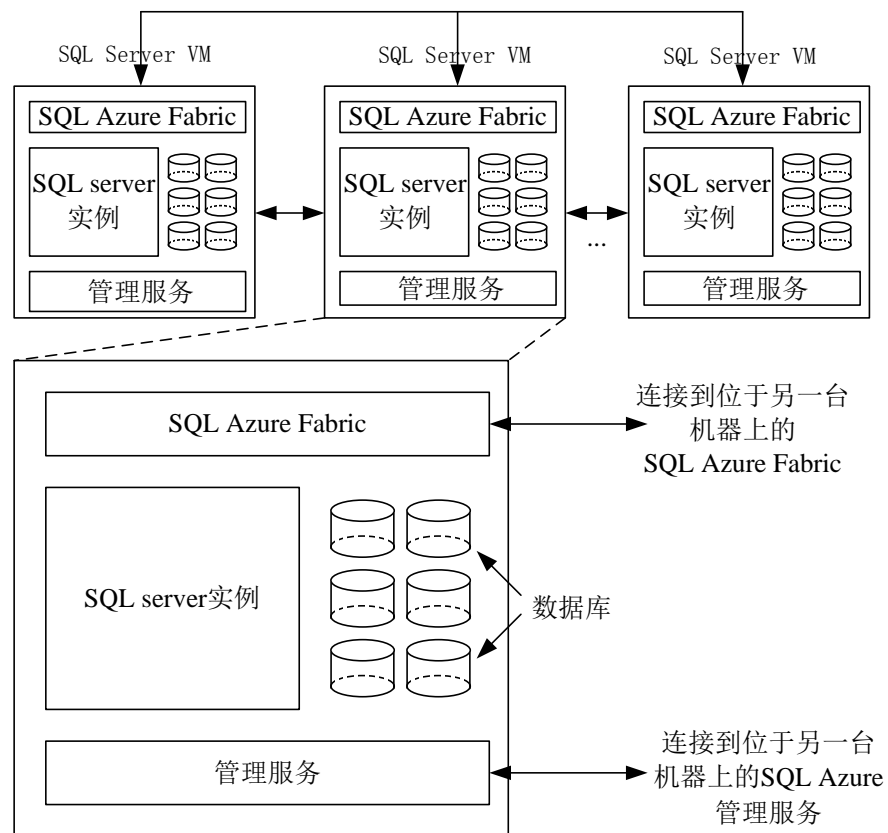 SQL Server VM
SQL Server VM
SQL Server VM
SQL Azure Fabric
SQL Azure Fabric
SQL Azure Fabric
SQL server
实例
SQL server
实例
SQL server
实例
...
管理服务
管理服务
管理服务
SQL Azure Fabric
连接到位于另一台
机器上的
SQL Azure Fabric
SQL server实例
数据库
管理服务
连接到位于另一台
机器上的SQL Azure
管理服务